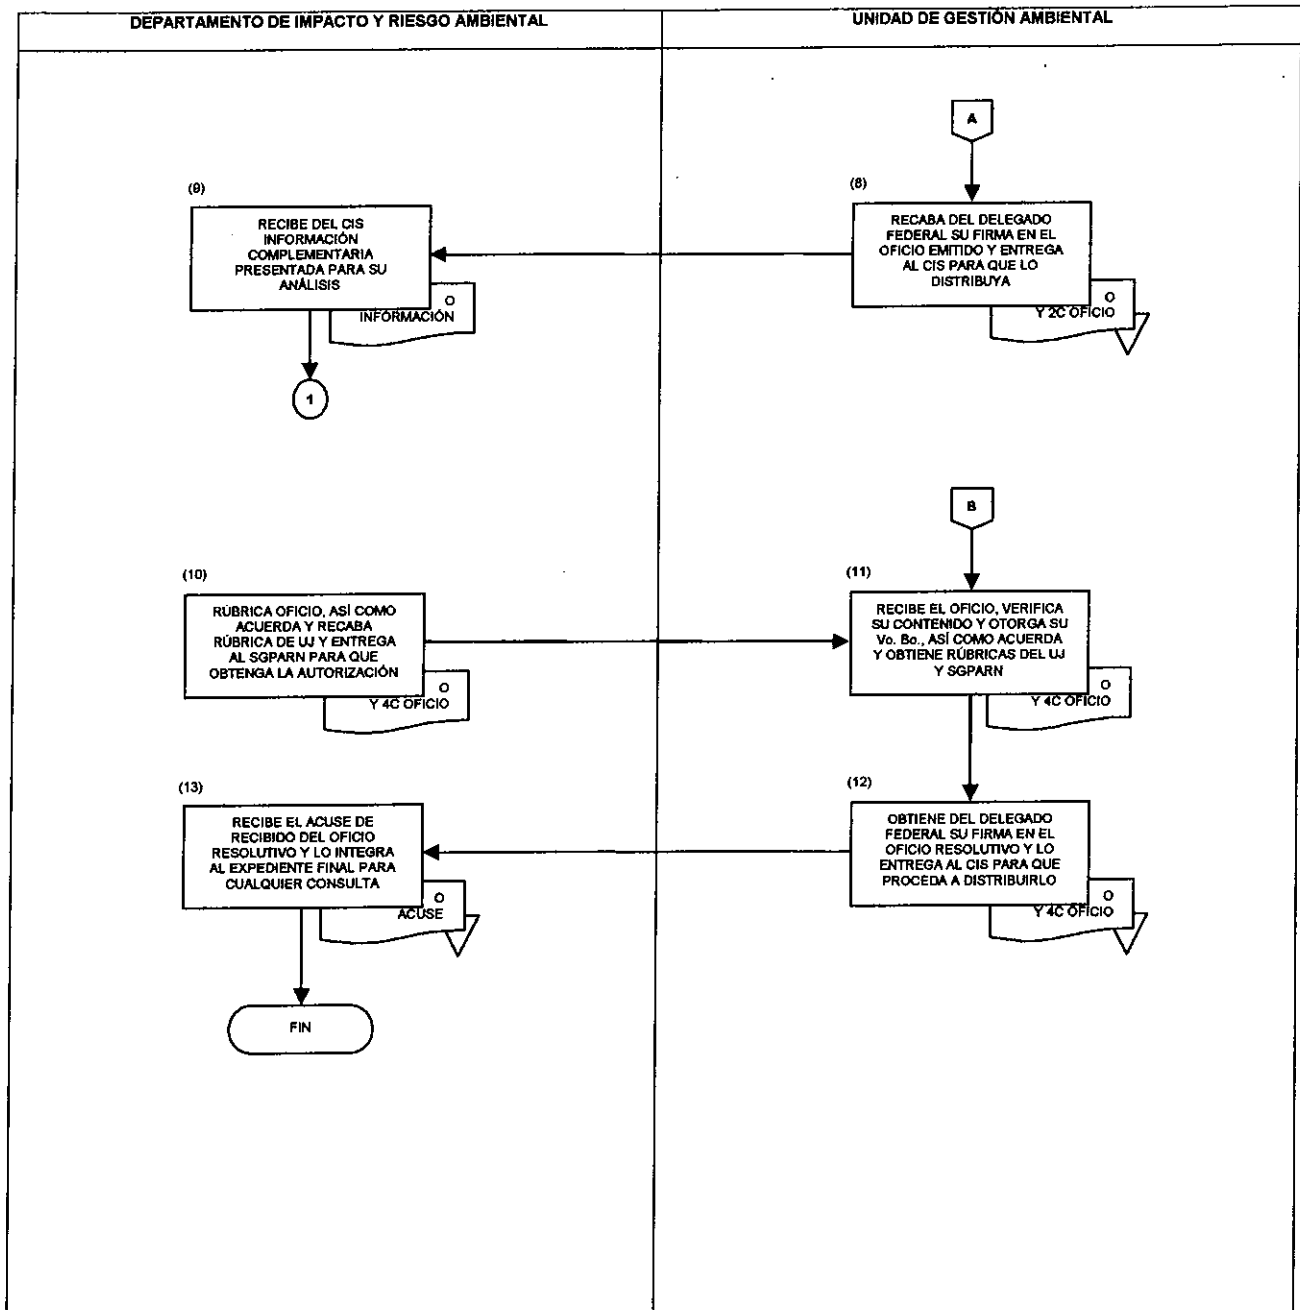 DEPARTAMENTO DE IMPACTO Y RIESGO AMBIENTAL
UNIDAD DE GESTIÓN AMBIENTAL
A
(9)
RECIBE DEL CIS
INFORMACIÓN
COMPLEMENTARIA
PRESENTADA PARA SU
ANÁLISIS
O
INFORMACIÓN
1
(8)
RECABA DEL DELEGADO
FEDERAL SU FIRMA EN EL
OFICIO EMITIDO Y ENTREGA
AL CIS PARA QUE LO
DISTRIBUYA
O
Y 2C OFICIO
B
(10)
RÚBRICA OFICIO, ASÍ COMO
ACUERDA Y RECABA
RÚBRICA DE UJ Y ENTREGA
AL SGPARN PARA QUE
OBTENGA LA AUTORIZACIÓN
O
Y 4C OFICIO
(11)
RECIBE EL OFICIO, VERIFICA
SU CONTENIDO Y OTORGA SU
Vo. Bo., ASÍ COMO ACUERDA
Y OBTIENE RÚBRICAS DEL UJ
Y SGPARN
O
Y 4C OFICIO
(13)
RECIBE EL ACUSE DE
RECIBIDO DEL OFICIO
RESOLUTIVO Y LO INTEGRA
AL EXPEDIENTE FINAL PARA
CUALQUIER CONSULTA
O
ACUSE
(12)
OBTIENE DEL DELEGADO
FEDERAL SU FIRMA EN EL
OFICIO RESOLUTIVO Y LO
ENTREGA AL CIS PARA QUE
PROCEDA A DISTRIBUIRLO
O
Y 4C OFICIO
FIN